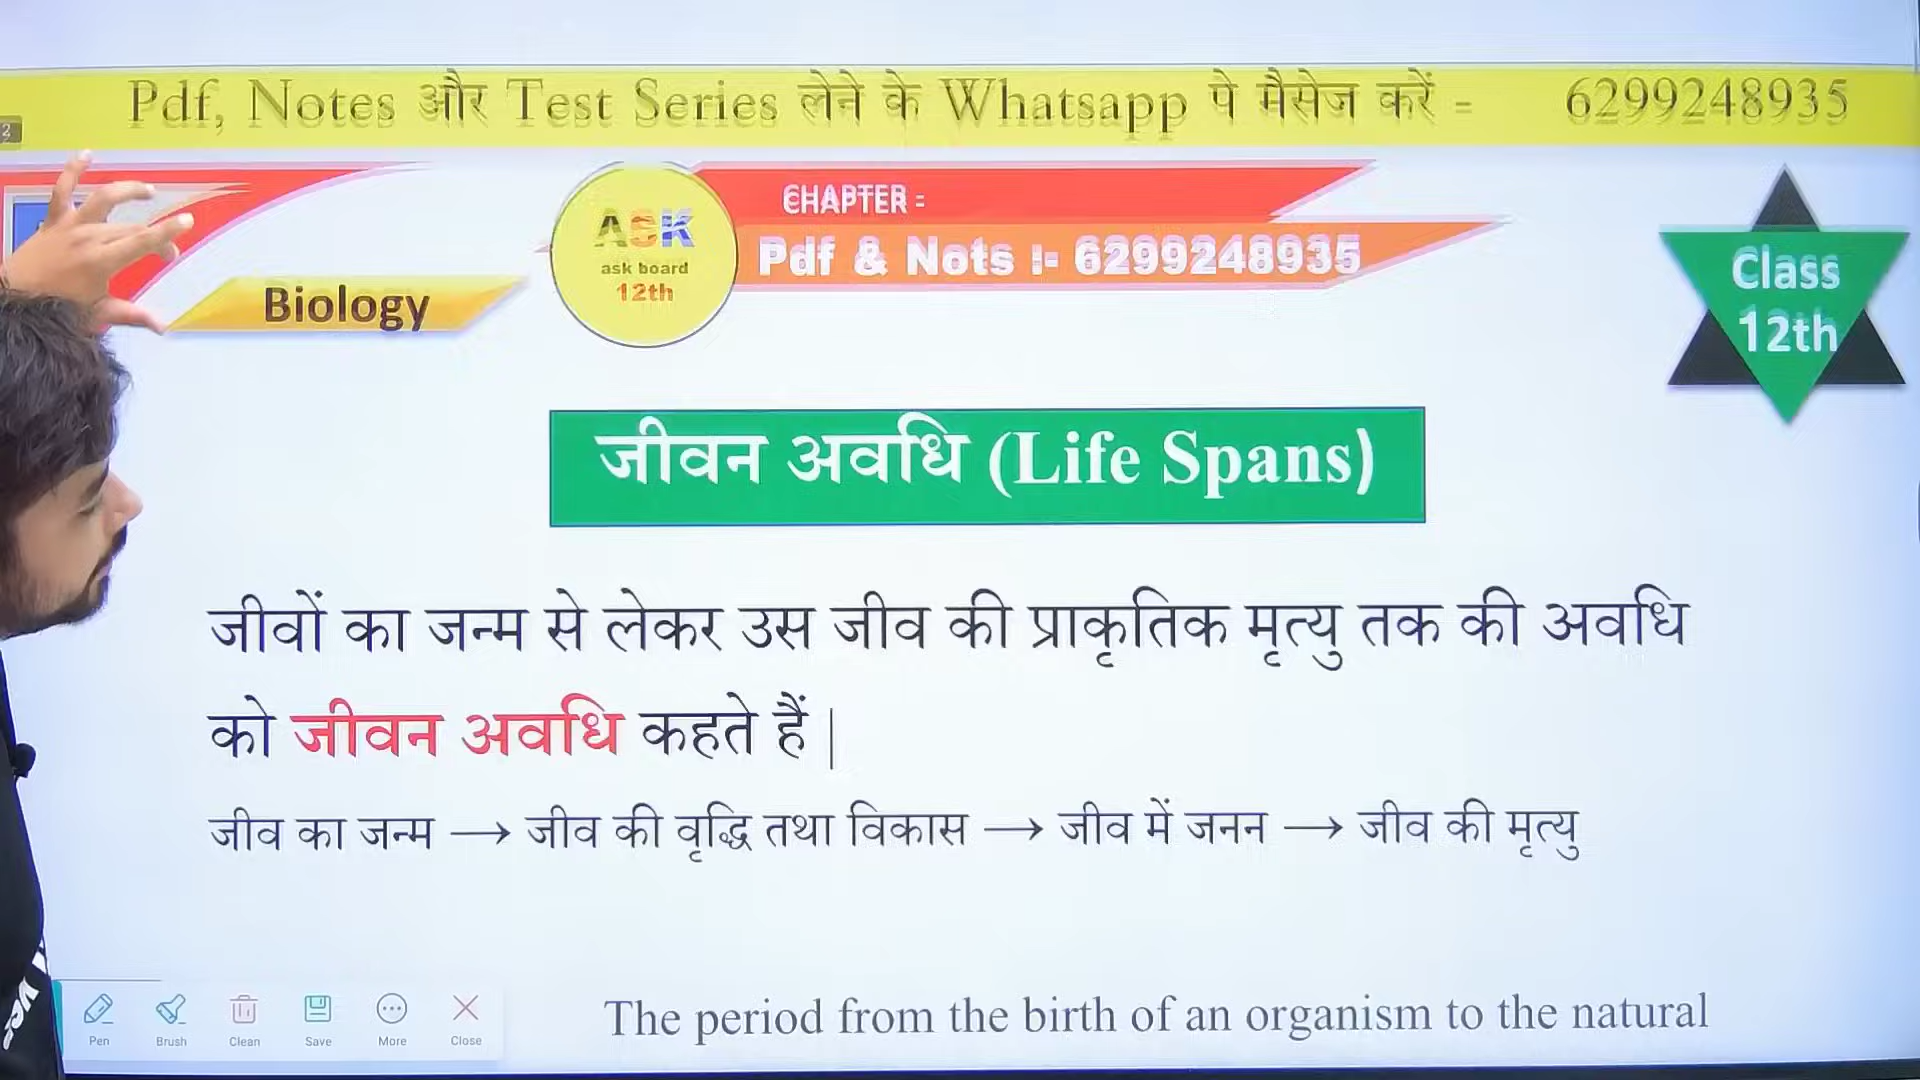 Pdf, Notes और Test Series लेने के Whatsapp पे मैसेज करें = 6299248935
2
CHAPTER :-
ASK
ask board
12th
Pdf & Nots :- 6299248935
Biology
Class
12th
जीवन अवधि (Life Spans)
जीवों का जन्म से लेकर उस जीव की प्राकृतिक मृत्यु तक की अवधि
को जीवन अवधि कहते हैं |
जीव का जन्म → जीव की वृद्धि तथा विकास → जीव में जनन → जीव की मृत्यु
The period from the birth of an organism to the natural
Pen Brush Clean Save More Close